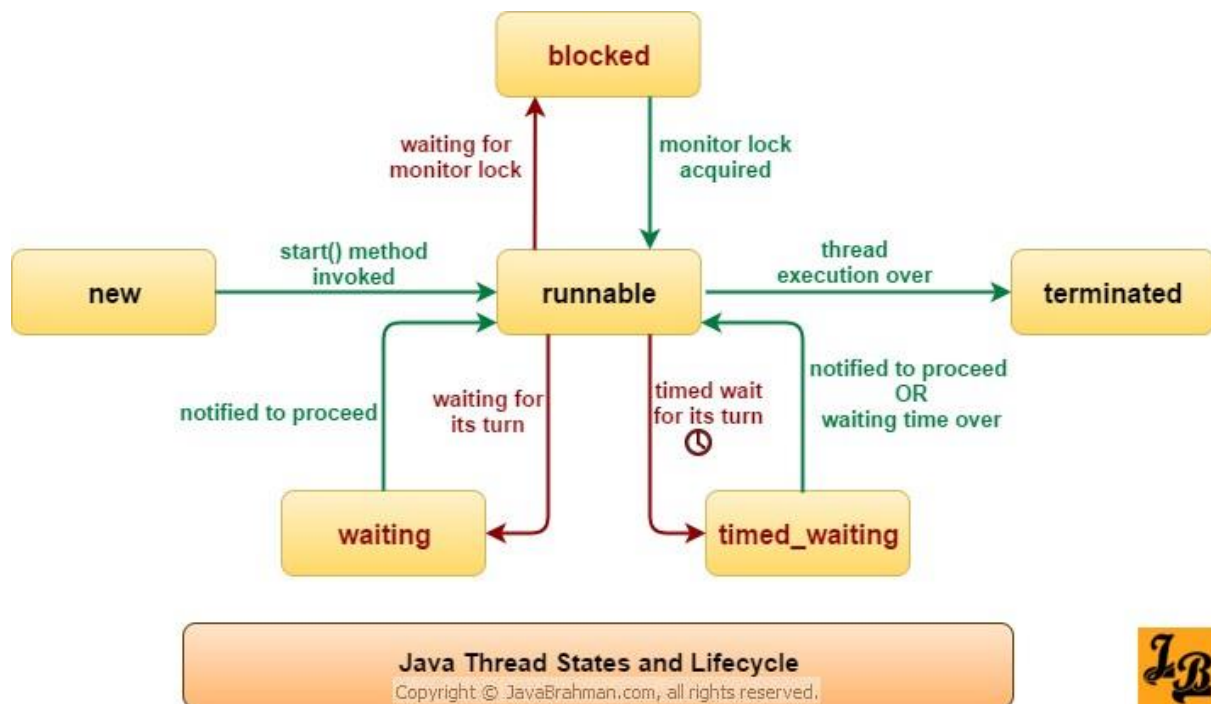 blocked
waiting for
monitor lock
monitor lock
acquired
start() method
invoked
thread
execution over
new
runnable
terminated
notified to proceed
waiting for
its turn
timed wait
for its turn
notified to proceed
OR
waiting time over
waiting
timed_waiting
Java Thread States and Lifecycle
Copyright © JavaBrahman.com, all rights reserved.
JB